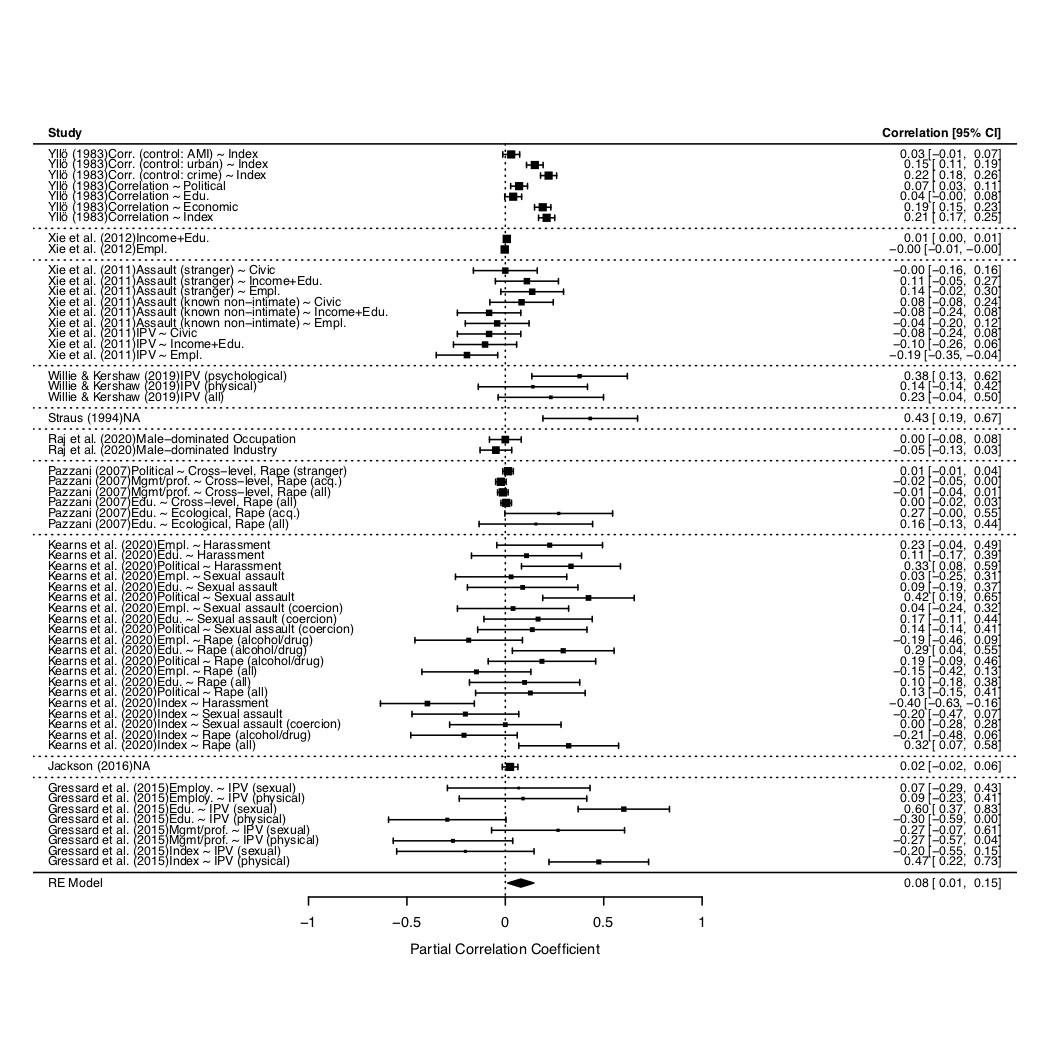 Study Correlation [95% CI]
Yllö (1983)Corr. (control: AMI) ~ Index 0.03 [−0.01, 0.07]
Yllö (1983)Corr. (control: urban) ~ Index 0.15 [ 0.11, 0.19]
Yllö (1983)Corr. (control: crime) ~ Index 0.22 [ 0.18, 0.26]
Yllö (1983)Correlation ~ Political 0.07 [ 0.03, 0.11]
Yllö (1983)Correlation ~ Edu. 0.04 [−0.00, 0.08]
Yllö (1983)Correlation ~ Economic 0.19 [ 0.15, 0.23]
Yllö (1983)Correlation ~ Index 0.21 [ 0.17, 0.25]
Xie et al. (2012)Income+Edu. 0.01 [ 0.00, 0.01]
Xie et al. (2012)Empl. −0.00 [−0.01, −0.00]
Xie et al. (2011)Assault (stranger) ~ Civic −0.00 [−0.16, 0.16]
Xie et al. (2011)Assault (stranger) ~ Income+Edu. 0.11 [−0.05, 0.27]
Xie et al. (2011)Assault (stranger) ~ Empl. 0.14 [−0.02, 0.30]
Xie et al. (2011)Assault (known non−intimate) ~ Civic 0.08 [−0.08, 0.24]
Xie et al. (2011)Assault (known non−intimate) ~ Income+Edu. −0.08 [−0.24, 0.08]
Xie et al. (2011)Assault (known non−intimate) ~ Empl. −0.04 [−0.20, 0.12]
Xie et al. (2011)IPV ~ Civic −0.08 [−0.24, 0.08]
Xie et al. (2011)IPV ~ Income+Edu. −0.10 [−0.26, 0.06]
Xie et al. (2011)IPV ~ Empl. −0.19 [−0.35, −0.04]
Willie & Kershaw (2019)IPV (psychological) 0.38 [ 0.13, 0.62]
Willie & Kershaw (2019)IPV (physical) 0.14 [−0.14, 0.42]
Willie & Kershaw (2019)IPV (all) 0.23 [−0.04, 0.50]
Straus (1994)NA 0.43 [ 0.19, 0.67]
Raj et al. (2020)Male−dominated Occupation 0.00 [−0.08, 0.08]
Raj et al. (2020)Male−dominated Industry −0.05 [−0.13, 0.03]
Pazzani (2007)Political ~ Cross−level, Rape (stranger) 0.01 [−0.01, 0.04]
Pazzani (2007)Mgmt/prof. ~ Cross−level, Rape (acq.) −0.02 [−0.05, 0.00]
Pazzani (2007)Mgmt/prof. ~ Cross−level, Rape (all) −0.01 [−0.04, 0.01]
Pazzani (2007)Edu. ~ Cross−level, Rape (all) 0.00 [−0.02, 0.03]
Pazzani (2007)Edu. ~ Ecological, Rape (acq.) 0.27 [−0.00, 0.55]
Pazzani (2007)Edu. ~ Ecological, Rape (all) 0.16 [−0.13, 0.44]
Kearns et al. (2020)Empl. ~ Harassment 0.23 [−0.04, 0.49]
Kearns et al. (2020)Edu. ~ Harassment 0.11 [−0.17, 0.39]
Kearns et al. (2020)Political ~ Harassment 0.33 [ 0.08, 0.59]
Kearns et al. (2020)Empl. ~ Sexual assault 0.03 [−0.25, 0.31]
Kearns et al. (2020)Edu. ~ Sexual assault 0.09 [−0.19, 0.37]
Kearns et al. (2020)Political ~ Sexual assault 0.42 [ 0.19, 0.65]
Kearns et al. (2020)Empl. ~ Sexual assault (coercion) 0.04 [−0.24, 0.32]
Kearns et al. (2020)Edu. ~ Sexual assault (coercion) 0.17 [−0.11, 0.44]
Kearns et al. (2020)Political ~ Sexual assault (coercion) 0.14 [−0.14, 0.41]
Kearns et al. (2020)Empl. ~ Rape (alcohol/drug) −0.19 [−0.46, 0.09]
Kearns et al. (2020)Edu. ~ Rape (alcohol/drug) 0.29 [ 0.04, 0.55]
Kearns et al. (2020)Political ~ Rape (alcohol/drug) 0.19 [−0.09, 0.46]
Kearns et al. (2020)Empl. ~ Rape (all) −0.15 [−0.42, 0.13]
Kearns et al. (2020)Edu. ~ Rape (all) 0.10 [−0.18, 0.38]
Kearns et al. (2020)Political ~ Rape (all) 0.13 [−0.15, 0.41]
Kearns et al. (2020)Index ~ Harassment −0.40 [−0.63, −0.16]
Kearns et al. (2020)Index ~ Sexual assault −0.20 [−0.47, 0.07]
Kearns et al. (2020)Index ~ Sexual assault (coercion) 0.00 [−0.28, 0.28]
Kearns et al. (2020)Index ~ Rape (alcohol/drug) −0.21 [−0.48, 0.06]
Kearns et al. (2020)Index ~ Rape (all) 0.32 [ 0.07, 0.58]
Jackson (2016)NA 0.02 [−0.02, 0.06]
Gressard et al. (2015)Employ. ~ IPV (sexual) 0.07 [−0.29, 0.43]
Gressard et al. (2015)Employ. ~ IPV (physical) 0.09 [−0.23, 0.41]
Gressard et al. (2015)Edu. ~ IPV (sexual) 0.60 [ 0.37, 0.83]
Gressard et al. (2015)Edu. ~ IPV (physical) −0.30 [−0.59, 0.00]
Gressard et al. (2015)Mgmt/prof. ~ IPV (sexual) 0.27 [−0.07, 0.61]
Gressard et al. (2015)Mgmt/prof. ~ IPV (physical) −0.27 [−0.57, 0.04]
Gressard et al. (2015)Index ~ IPV (sexual) −0.20 [−0.55, 0.15]
Gressard et al. (2015)Index ~ IPV (physical) 0.47 [ 0.22, 0.73]
RE Model 0.08 [ 0.01, 0.15]
−1 −0.5 0 0.5 1
Partial Correlation Coefficient